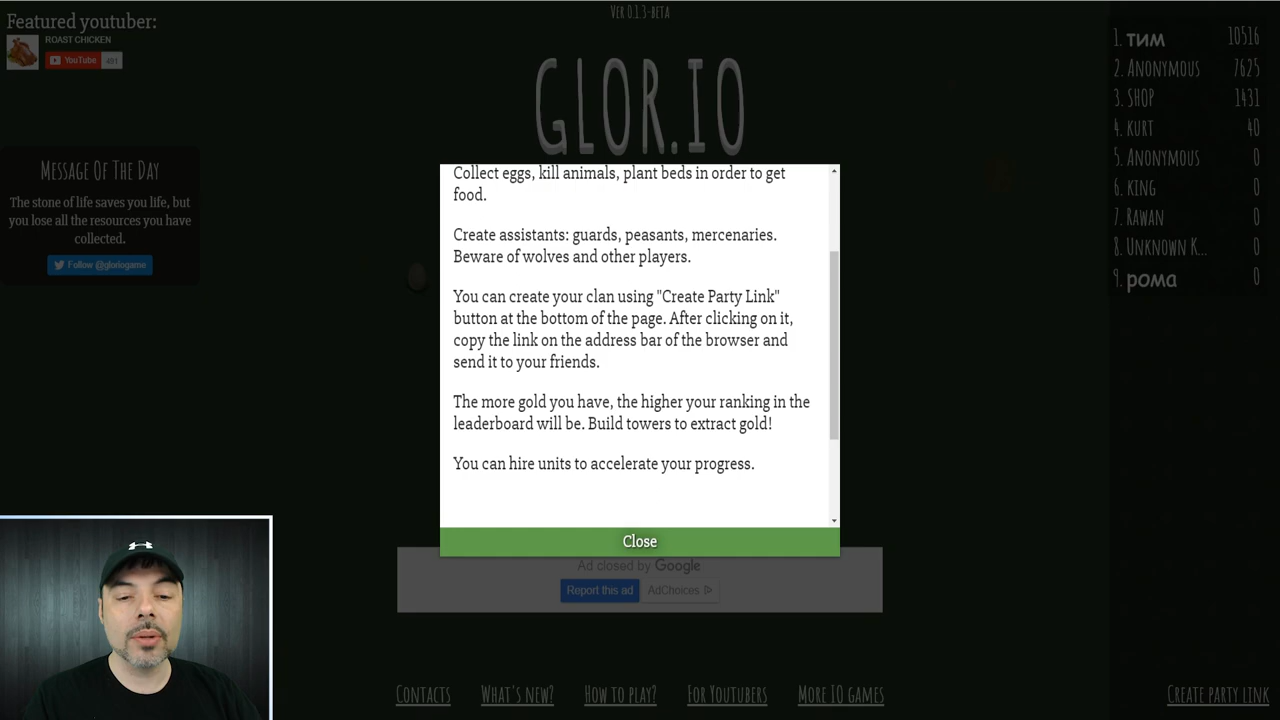 Ver 0.1.3-beta
Featured youtuber:
ROAST CHICKEN
YouTube 491
GLOR.IO
Message Of The Day
The stone of life saves you life, but
you lose all the resources you have
collected.
Follow @gloriogame
Collect eggs, kill animals, plant beds in order to get
food.
Create assistants: guards, peasants, mercenaries.
Beware of wolves and other players.
You can create your clan using "Create Party Link"
button at the bottom of the page. After clicking on it,
copy the link on the address bar of the browser and
send it to your friends.
The more gold you have, the higher your ranking in the
leaderboard will be. Build towers to extract gold!
You can hire units to accelerate your progress.
Close
Ad closed by Google
Report this ad
AdChoices
1. тим 10516
2. Anonymous 7625
3. SHOP 1431
4. kurt 40
5. Anonymous 0
6. king 0
7. Rawan 0
8. Unknown K... 0
9. рома 0
Contacts
What's new?
How to play?
For Youtubers
More IO games
Create party link